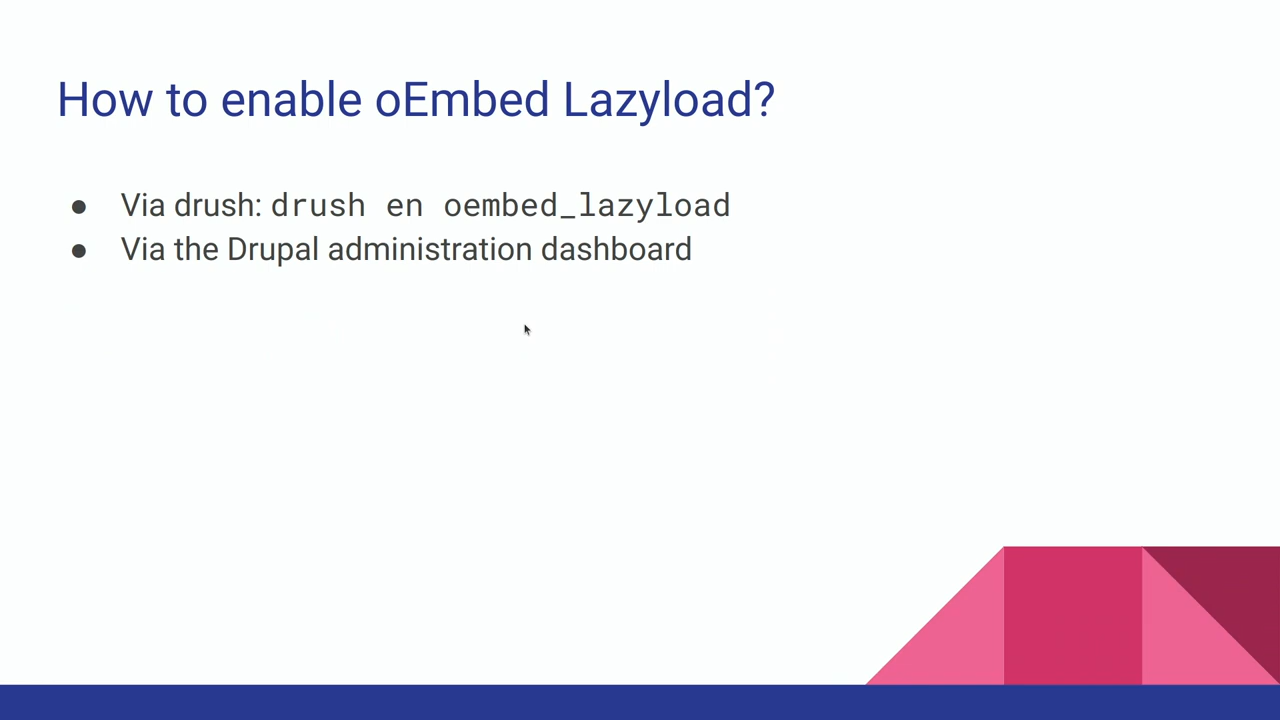 How to enable oEmbed Lazyload?
● Via drush: drush en oembed_lazyload
● Via the Drupal administration dashboard